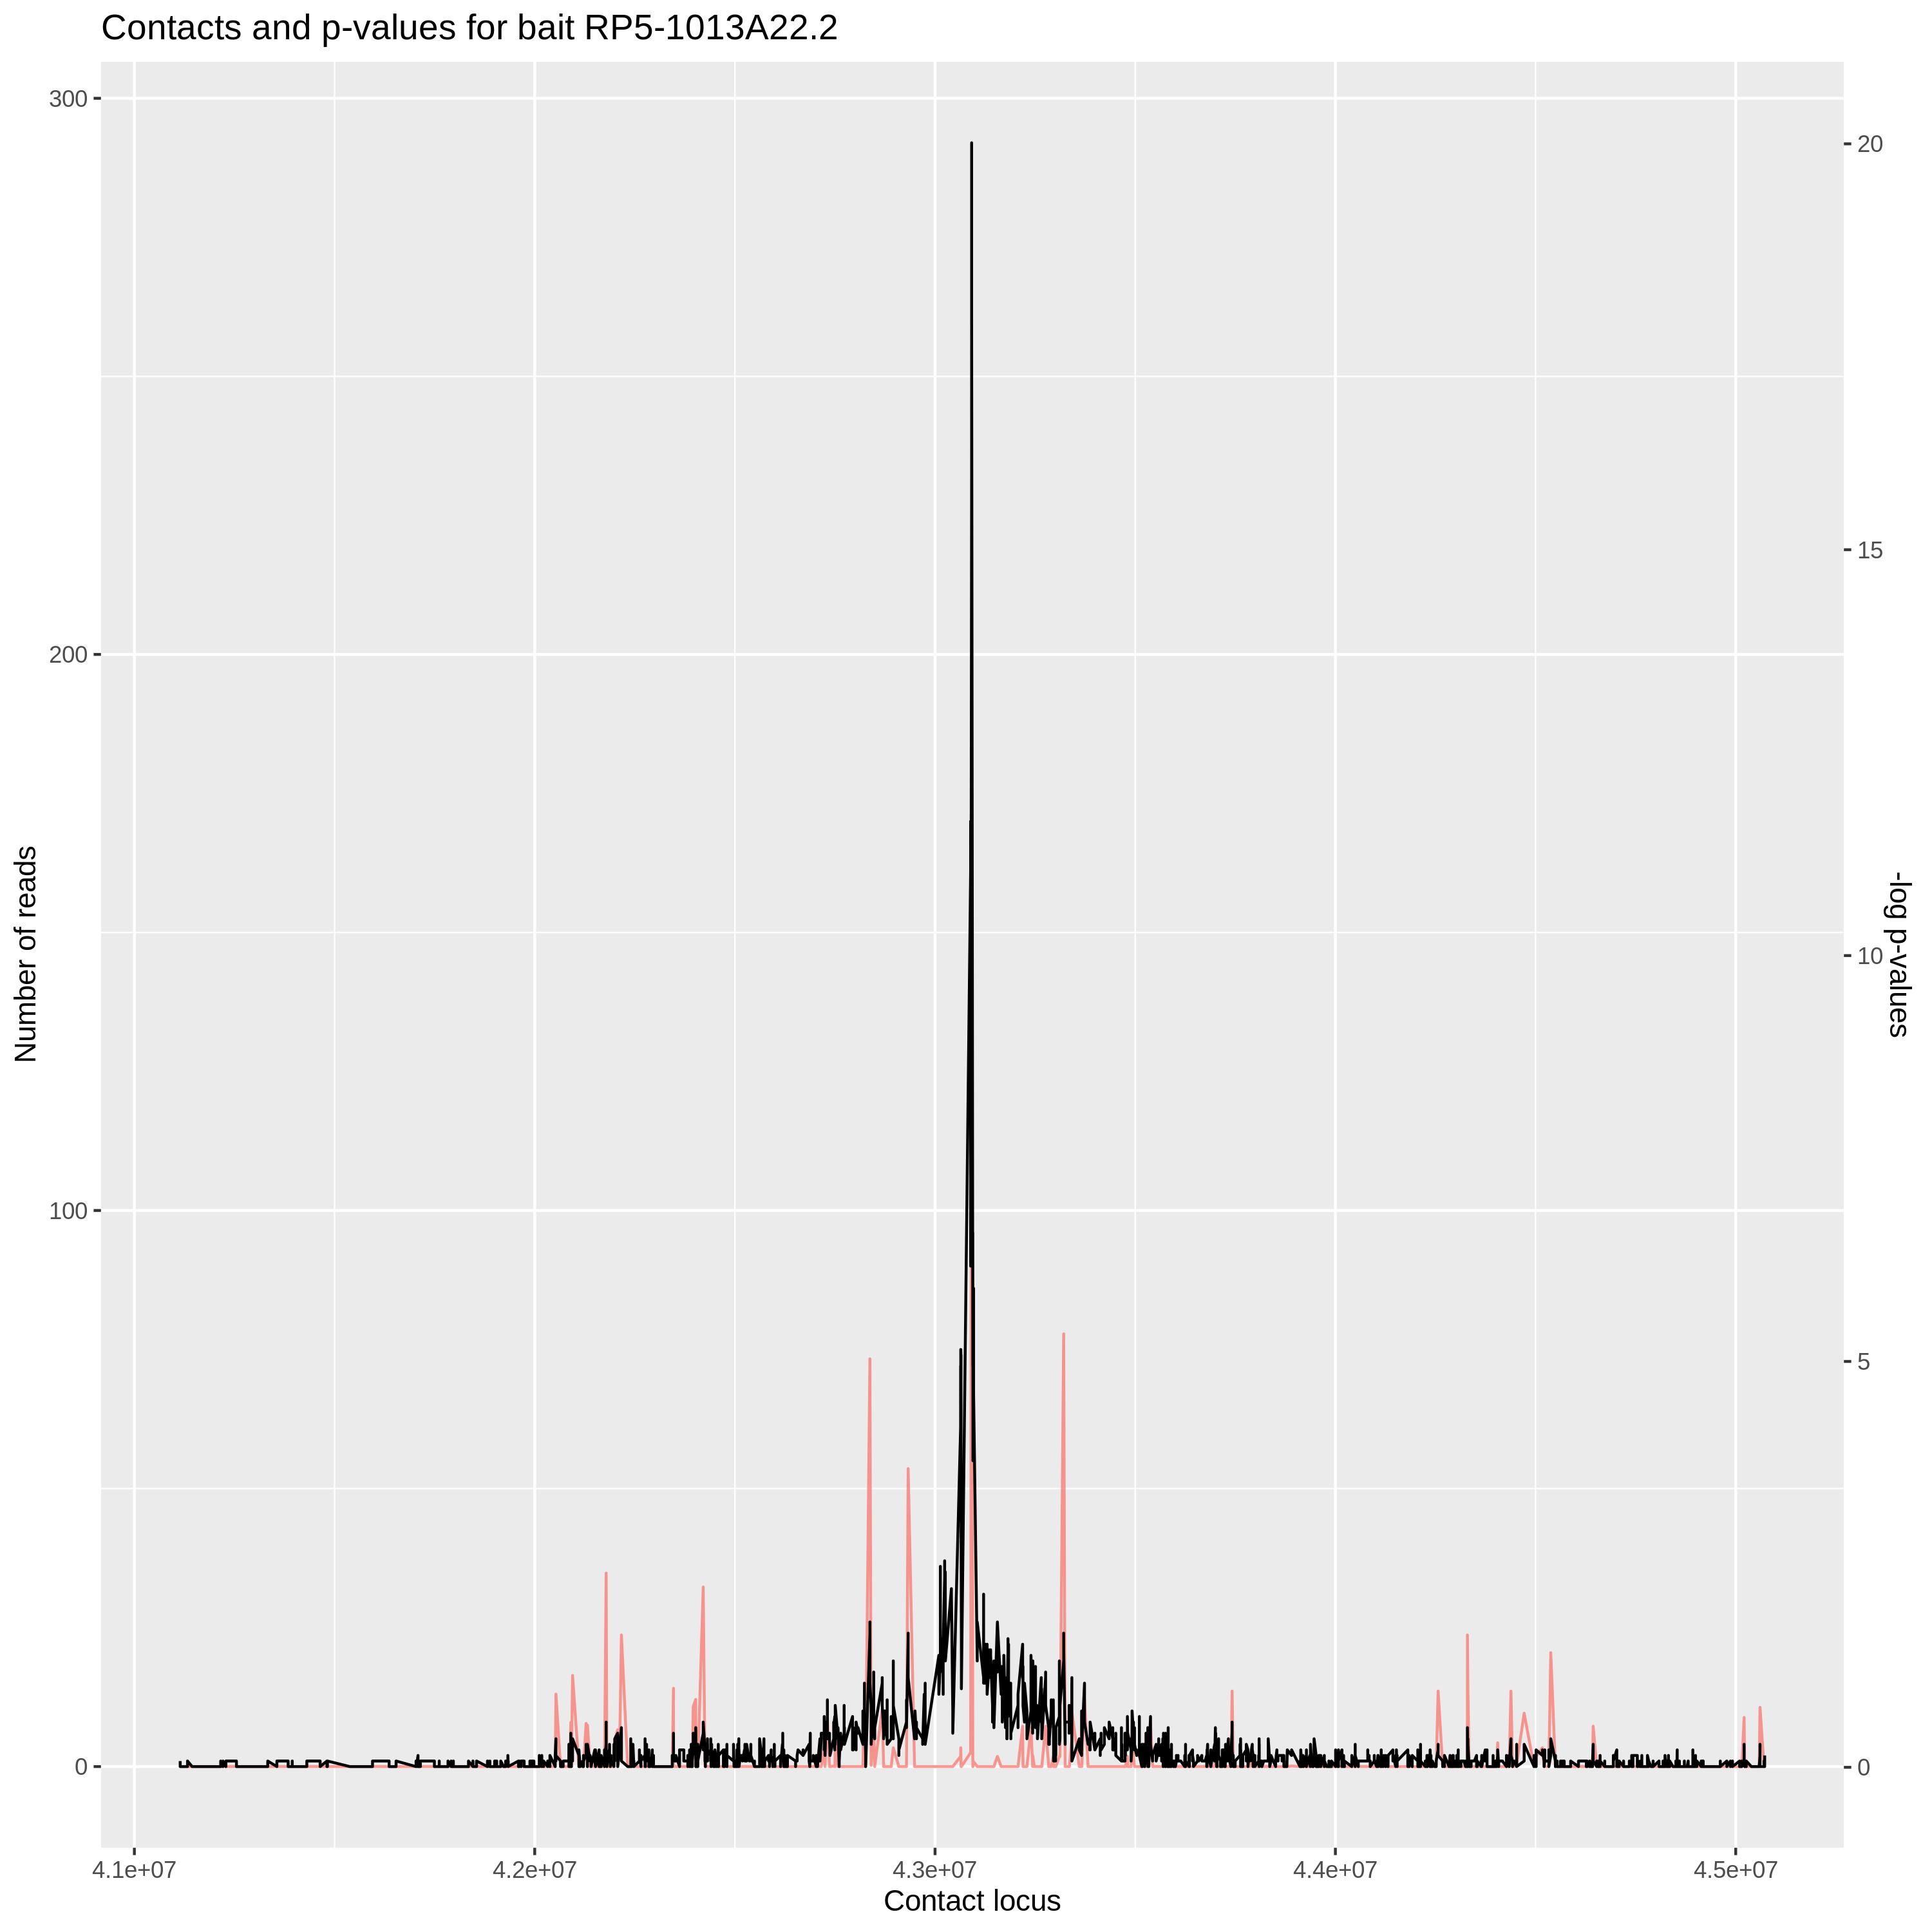 Contacts and p-values for bait RP5-1013A22.2
300
200
100
0
Number of reads
20
15
10
5
0
-log p-values
4.1e+07 4.2e+07 4.3e+07 4.4e+07 4.5e+07
Contact locus